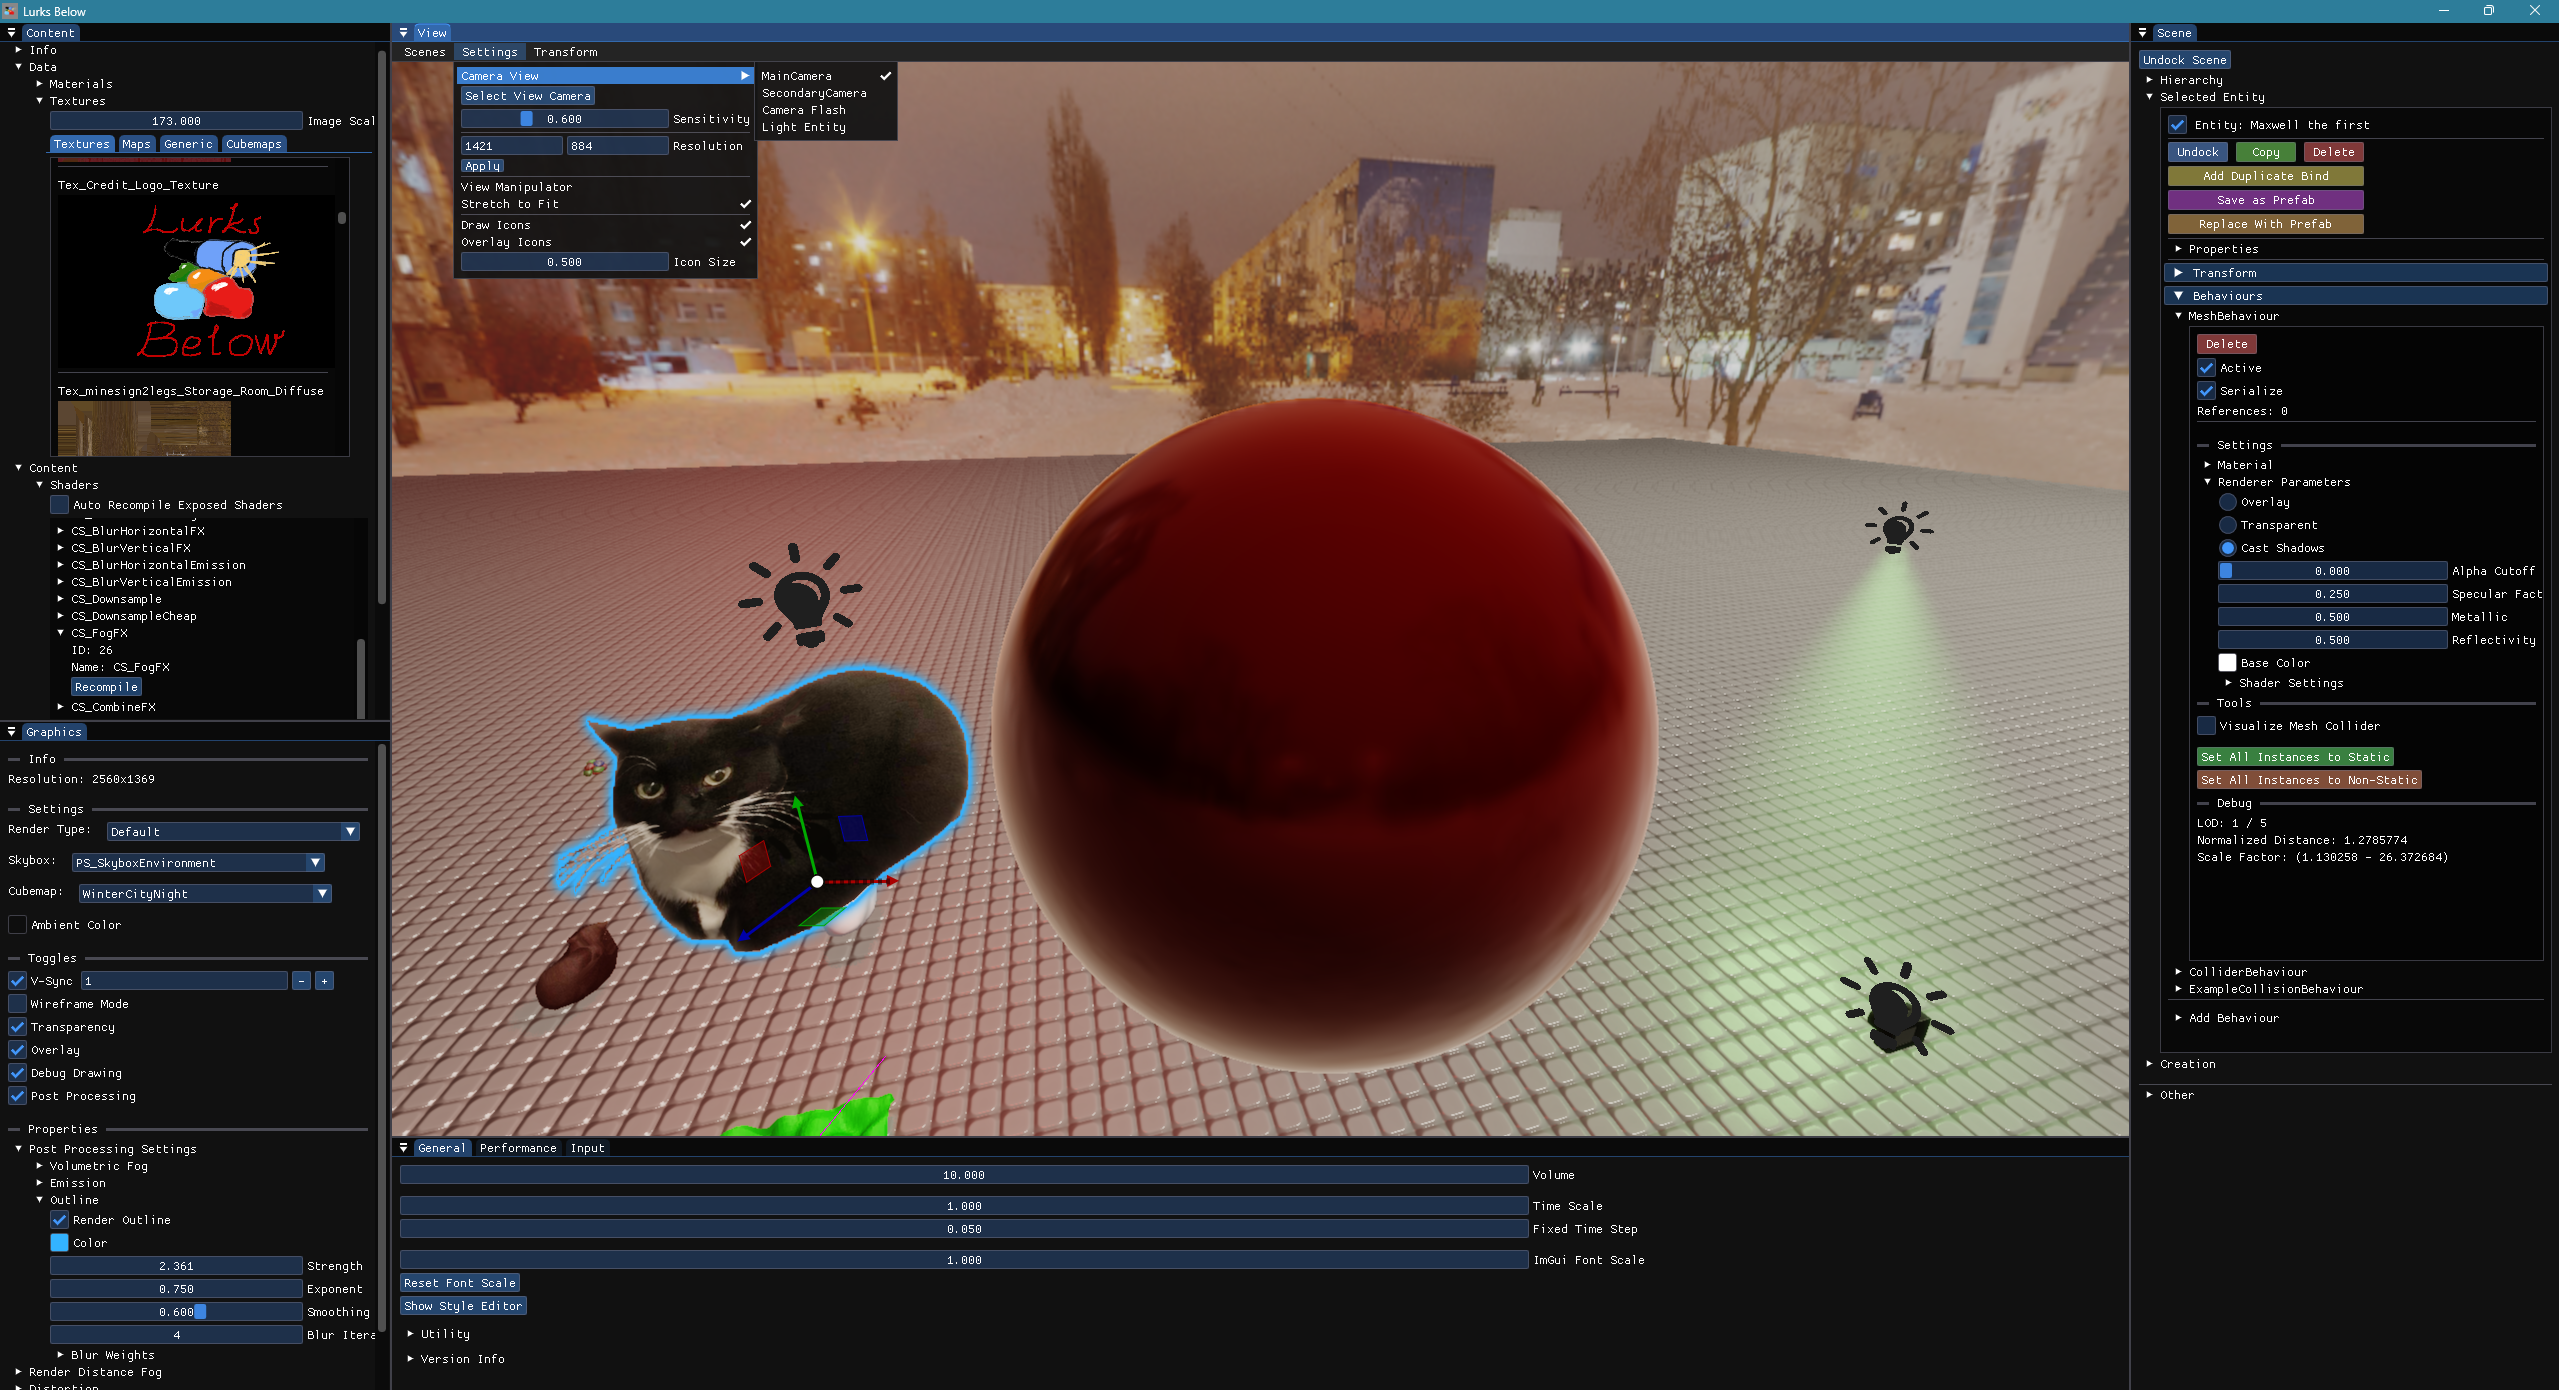 Lurks Below
Content
Info
Data
Materials
Textures
173.000 Image Scal
Textures Maps Generic Cubemaps
Tex_Credit_Logo_Texture
Lurks
Below
Tex_minesign2legs_Storage_Room_Diffuse
Content
Shaders
Auto Recompile Exposed Shaders
CS_BlurHorizontalFX
CS_BlurVerticalFX
CS_BlurHorizontalEmission
CS_BlurVerticalEmission
CS_Downsample
CS_DownsampleCheap
CS_FogFX
ID: 26
Name: CS_FogFX
Recompile
CS_CombineFX
Graphics
Info
Resolution: 2560x1369
Settings
Render Type: Default
Skybox: PS_SkyboxEnvironment
Cubemap: WinterCityNight
Ambient Color
Toggles
V-Sync 1 - +
Wireframe Mode
Transparency
Overlay
Debug Drawing
Post Processing
Properties
Post Processing Settings
Volumetric Fog
Emission
Outline
Render Outline
Color
2.361 Strength
0.750 Exponent
0.600 Smoothing
4 Blur Itera
Blur Weights
Render Distance Fog
Distortion
View
Scenes Settings Transform
Camera View
Select View Camera
0.600 Sensitivity
1421 884 Resolution
Apply
View Manipulator
Stretch to Fit
Draw Icons
Overlay Icons
0.500 Icon Size
MainCamera
SecondaryCamera
Camera Flash
Light Entity
General Performance Input
10.000 Volume
1.000 Time Scale
0.050 Fixed Time Step
1.000 ImGui Font Scale
Reset Font Scale
Show Style Editor
Utility
Version Info
Scene
Undock Scene
Hierarchy
Selected Entity
Entity: Maxwell the first
Undock Copy Delete
Add Duplicate Bind
Save as Prefab
Replace With Prefab
Properties
Transform
Behaviours
MeshBehaviour
Delete
Active
Serialize
References: 0
Settings
Material
Renderer Parameters
Overlay
Transparent
Cast Shadows
0.000 Alpha Cutoff
0.250 Specular Fact
0.500 Metallic
0.500 Reflectivity
Base Color
Shader Settings
Tools
Visualize Mesh Collider
Set All Instances to Static
Set All Instances to Non-Static
Debug
LOD: 1 / 5
Normalized Distance: 1.2785774
Scale Factor: (1.130258 - 26.372684)
ColliderBehaviour
ExampleCollisionBehaviour
Add Behaviour
Creation
Other